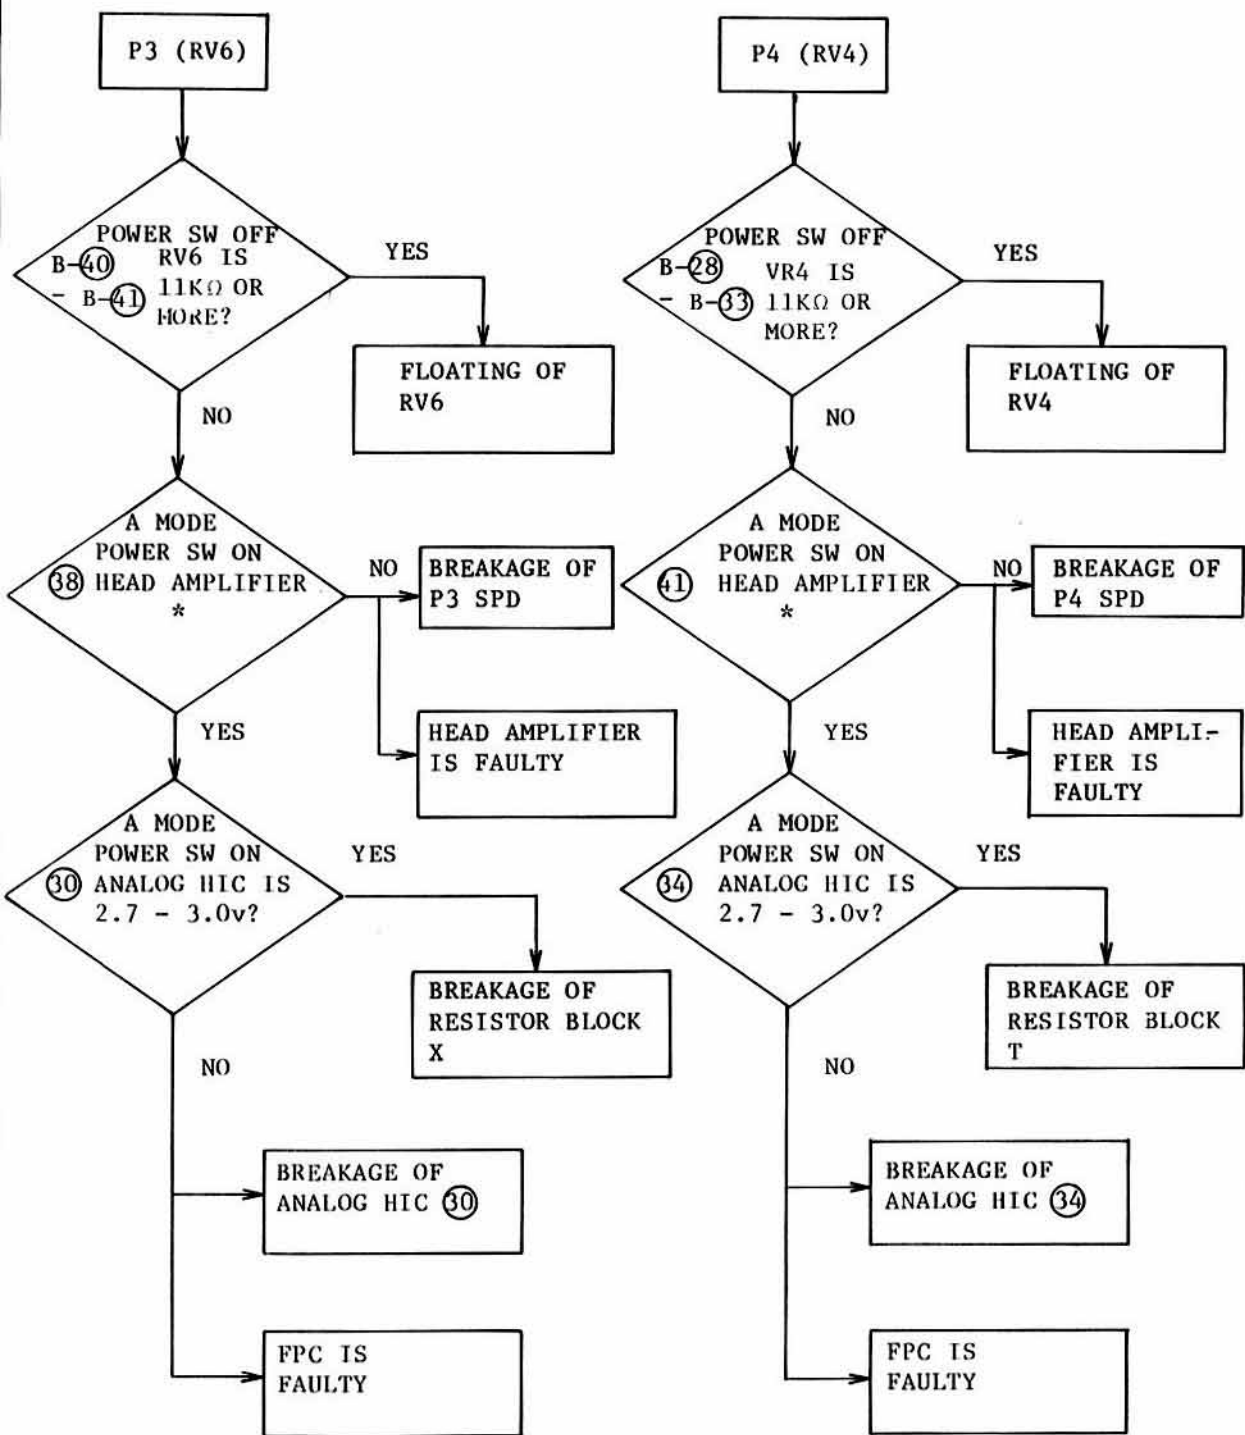 P3 (RV6)
POWER SW OFF
B-㊵ RV6 IS
- B-㊶ 11KΩ OR
MORE?
YES
FLOATING OF
RV6
NO
A MODE
POWER SW ON
㊳ HEAD AMPLIFIER
*
NO
BREAKAGE OF
P3 SPD
HEAD AMPLIFIER
IS FAULTY
YES
A MODE
POWER SW ON
㉚ ANALOG HIC IS
2.7 - 3.0v?
YES
BREAKAGE OF
RESISTOR BLOCK
X
NO
BREAKAGE OF
ANALOG HIC ㉚
FPC IS
FAULTY
P4 (RV4)
POWER SW OFF
B-㉘ VR4 IS
- B-㉝ 11KΩ OR
MORE?
YES
FLOATING OF
RV4
NO
A MODE
POWER SW ON
㊶ HEAD AMPLIFIER
*
NO
BREAKAGE OF
P4 SPD
HEAD AMPLI-
FIER IS
FAULTY
YES
A MODE
POWER SW ON
㉞ ANALOG HIC IS
2.7 - 3.0v?
YES
BREAKAGE OF
RESISTOR BLOCK
T
NO
BREAKAGE OF
ANALOG HIC ㉞
FPC IS
FAULTY